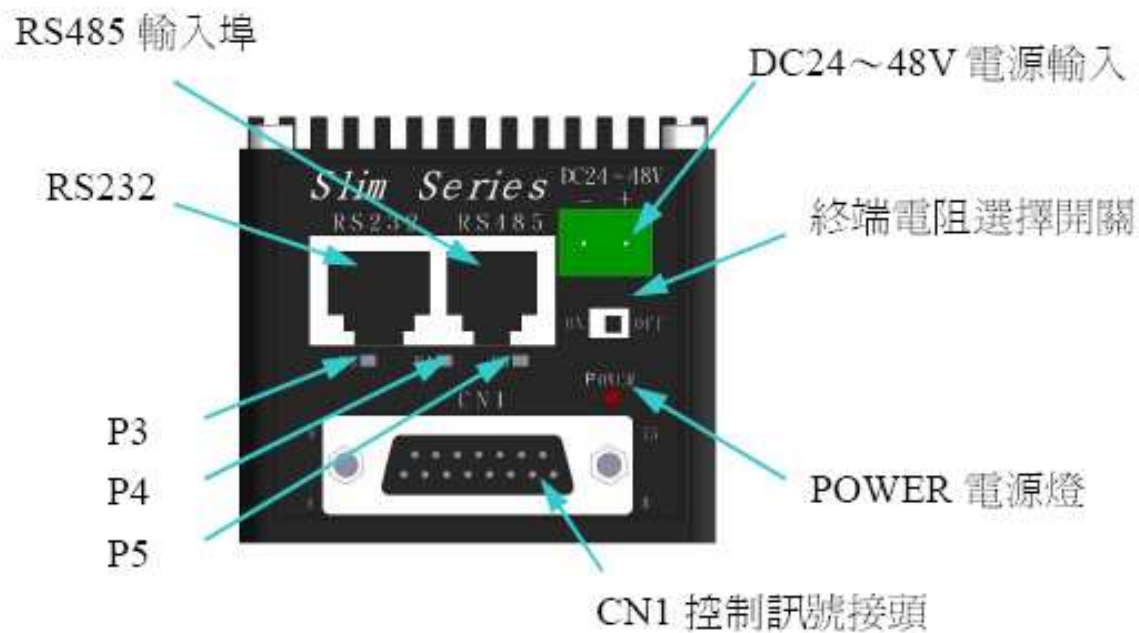 RS485 輸入埠
DC24～48V 電源輸入
RS232
Slim Series
DC24~48V
- +
RS232 RS485
終端電阻選擇開關
ON OFF
POWER
CN1
P3
P4
P5
POWER 電源燈
CN1 控制訊號接頭